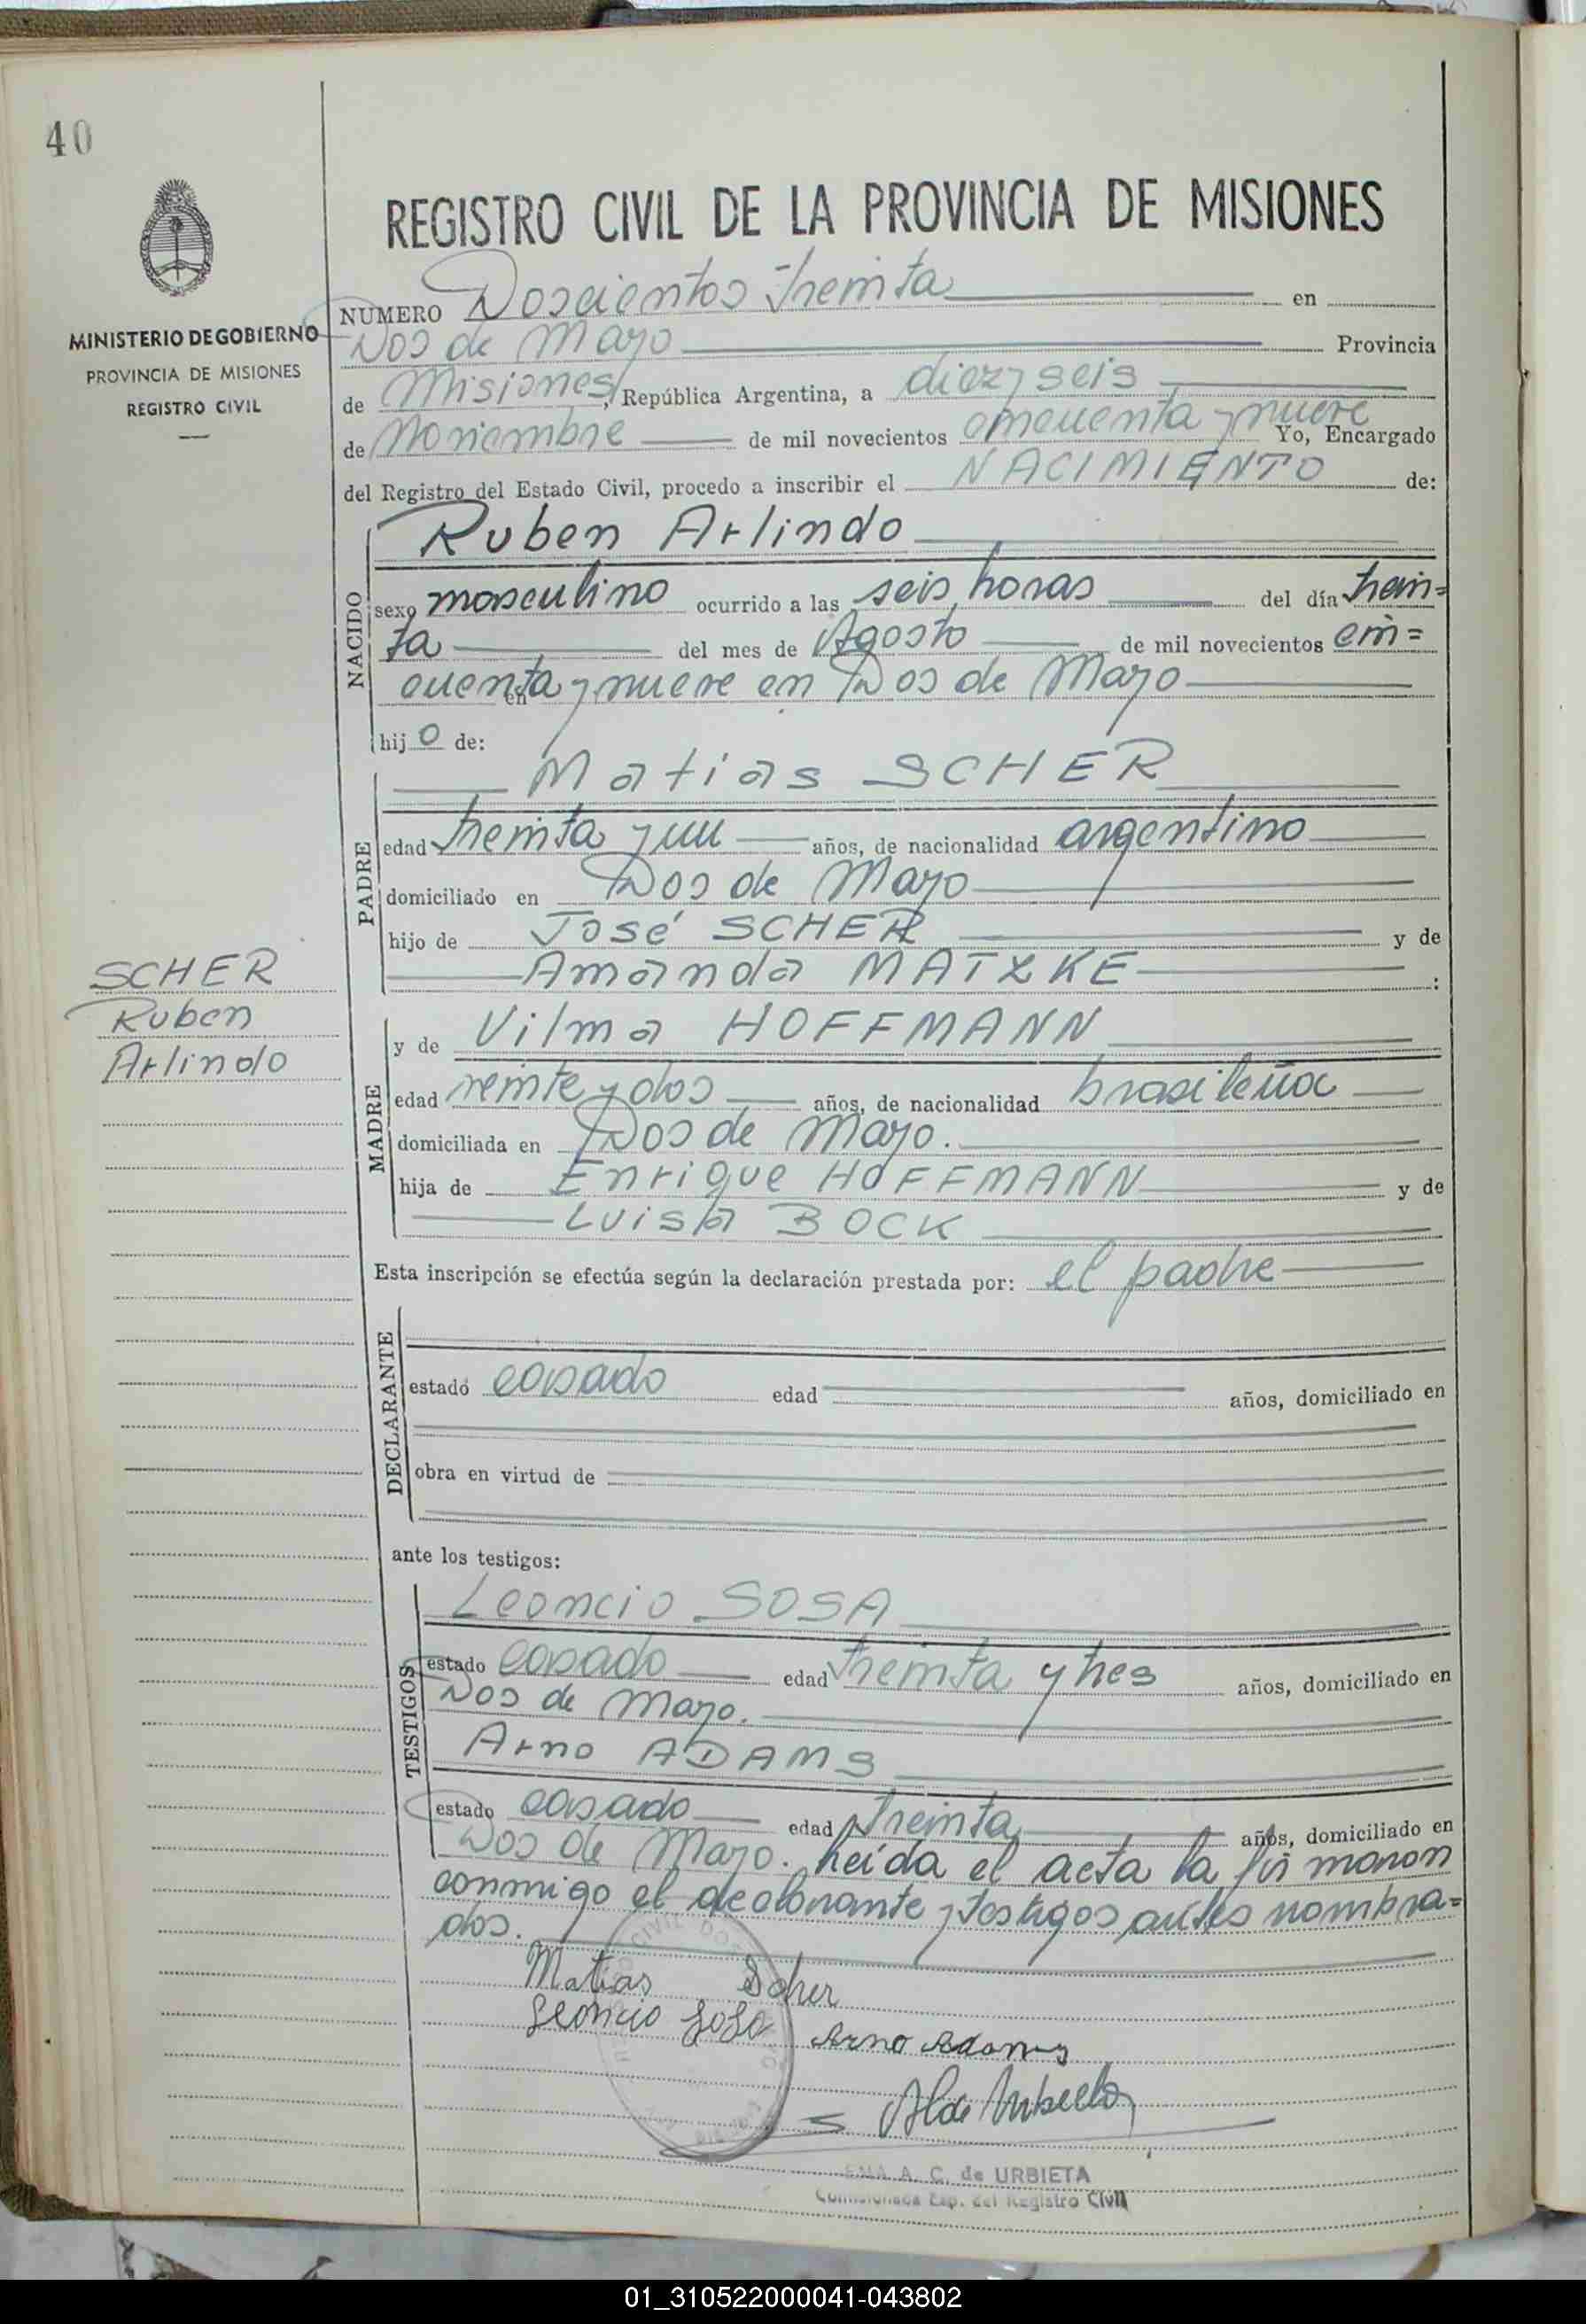 40
MINISTERIO DE GOBIERNO
PROVINCIA DE MISIONES
REGISTRO CIVIL
REGISTRO CIVIL DE LA PROVINCIA DE MISIONES
NUMERO Doscientos treinta en
Dos de Mayo Provincia
de Misiones, República Argentina, a diez y seis
de Noviembre de mil novecientos cincuenta y nueve Yo, Encargado
del Registro del Estado Civil, procedo a inscribir el NACIMIENTO de:
Ruben Arlindo
NACIDO
sexo masculino ocurrido a las seis horas del día trein=
ta del mes de Agosto de mil novecientos cin=
cuenta y nueve en Dos de Mayo
en
hijo de:
Matias SCHER
PADRE
edad treinta y un años, de nacionalidad argentino
domiciliado en Dos de Mayo
hijo de José SCHER y de
Amanda MATZKE :
SCHER
Ruben
Arlindo
MADRE
y de Vilma HOFFMANN
edad veinte y dos años, de nacionalidad brasileña
domiciliada en Dos de Mayo.
hija de Enrique HOFFMANN y de
Luisa BOCK
Esta inscripción se efectúa según la declaración prestada por: el padre
DECLARANTE
estado casado edad años, domiciliado en
obra en virtud de
ante los testigos:
TESTIGOS
Leoncio SOSA
estado casado edad treinta y tres años, domiciliado en
Dos de Mayo.
Arno ADAMS
estado casado edad treinta años, domiciliado en
Dos de Mayo. Leída el acta la firmaron
conmigo el declarante y testigos antes nombra=
dos.
Matias Scher
Leoncio Sosa Arno Adams
A. C. de URBIETA
Comisionada Esp. del Registro Civil
01_310522000041-043802